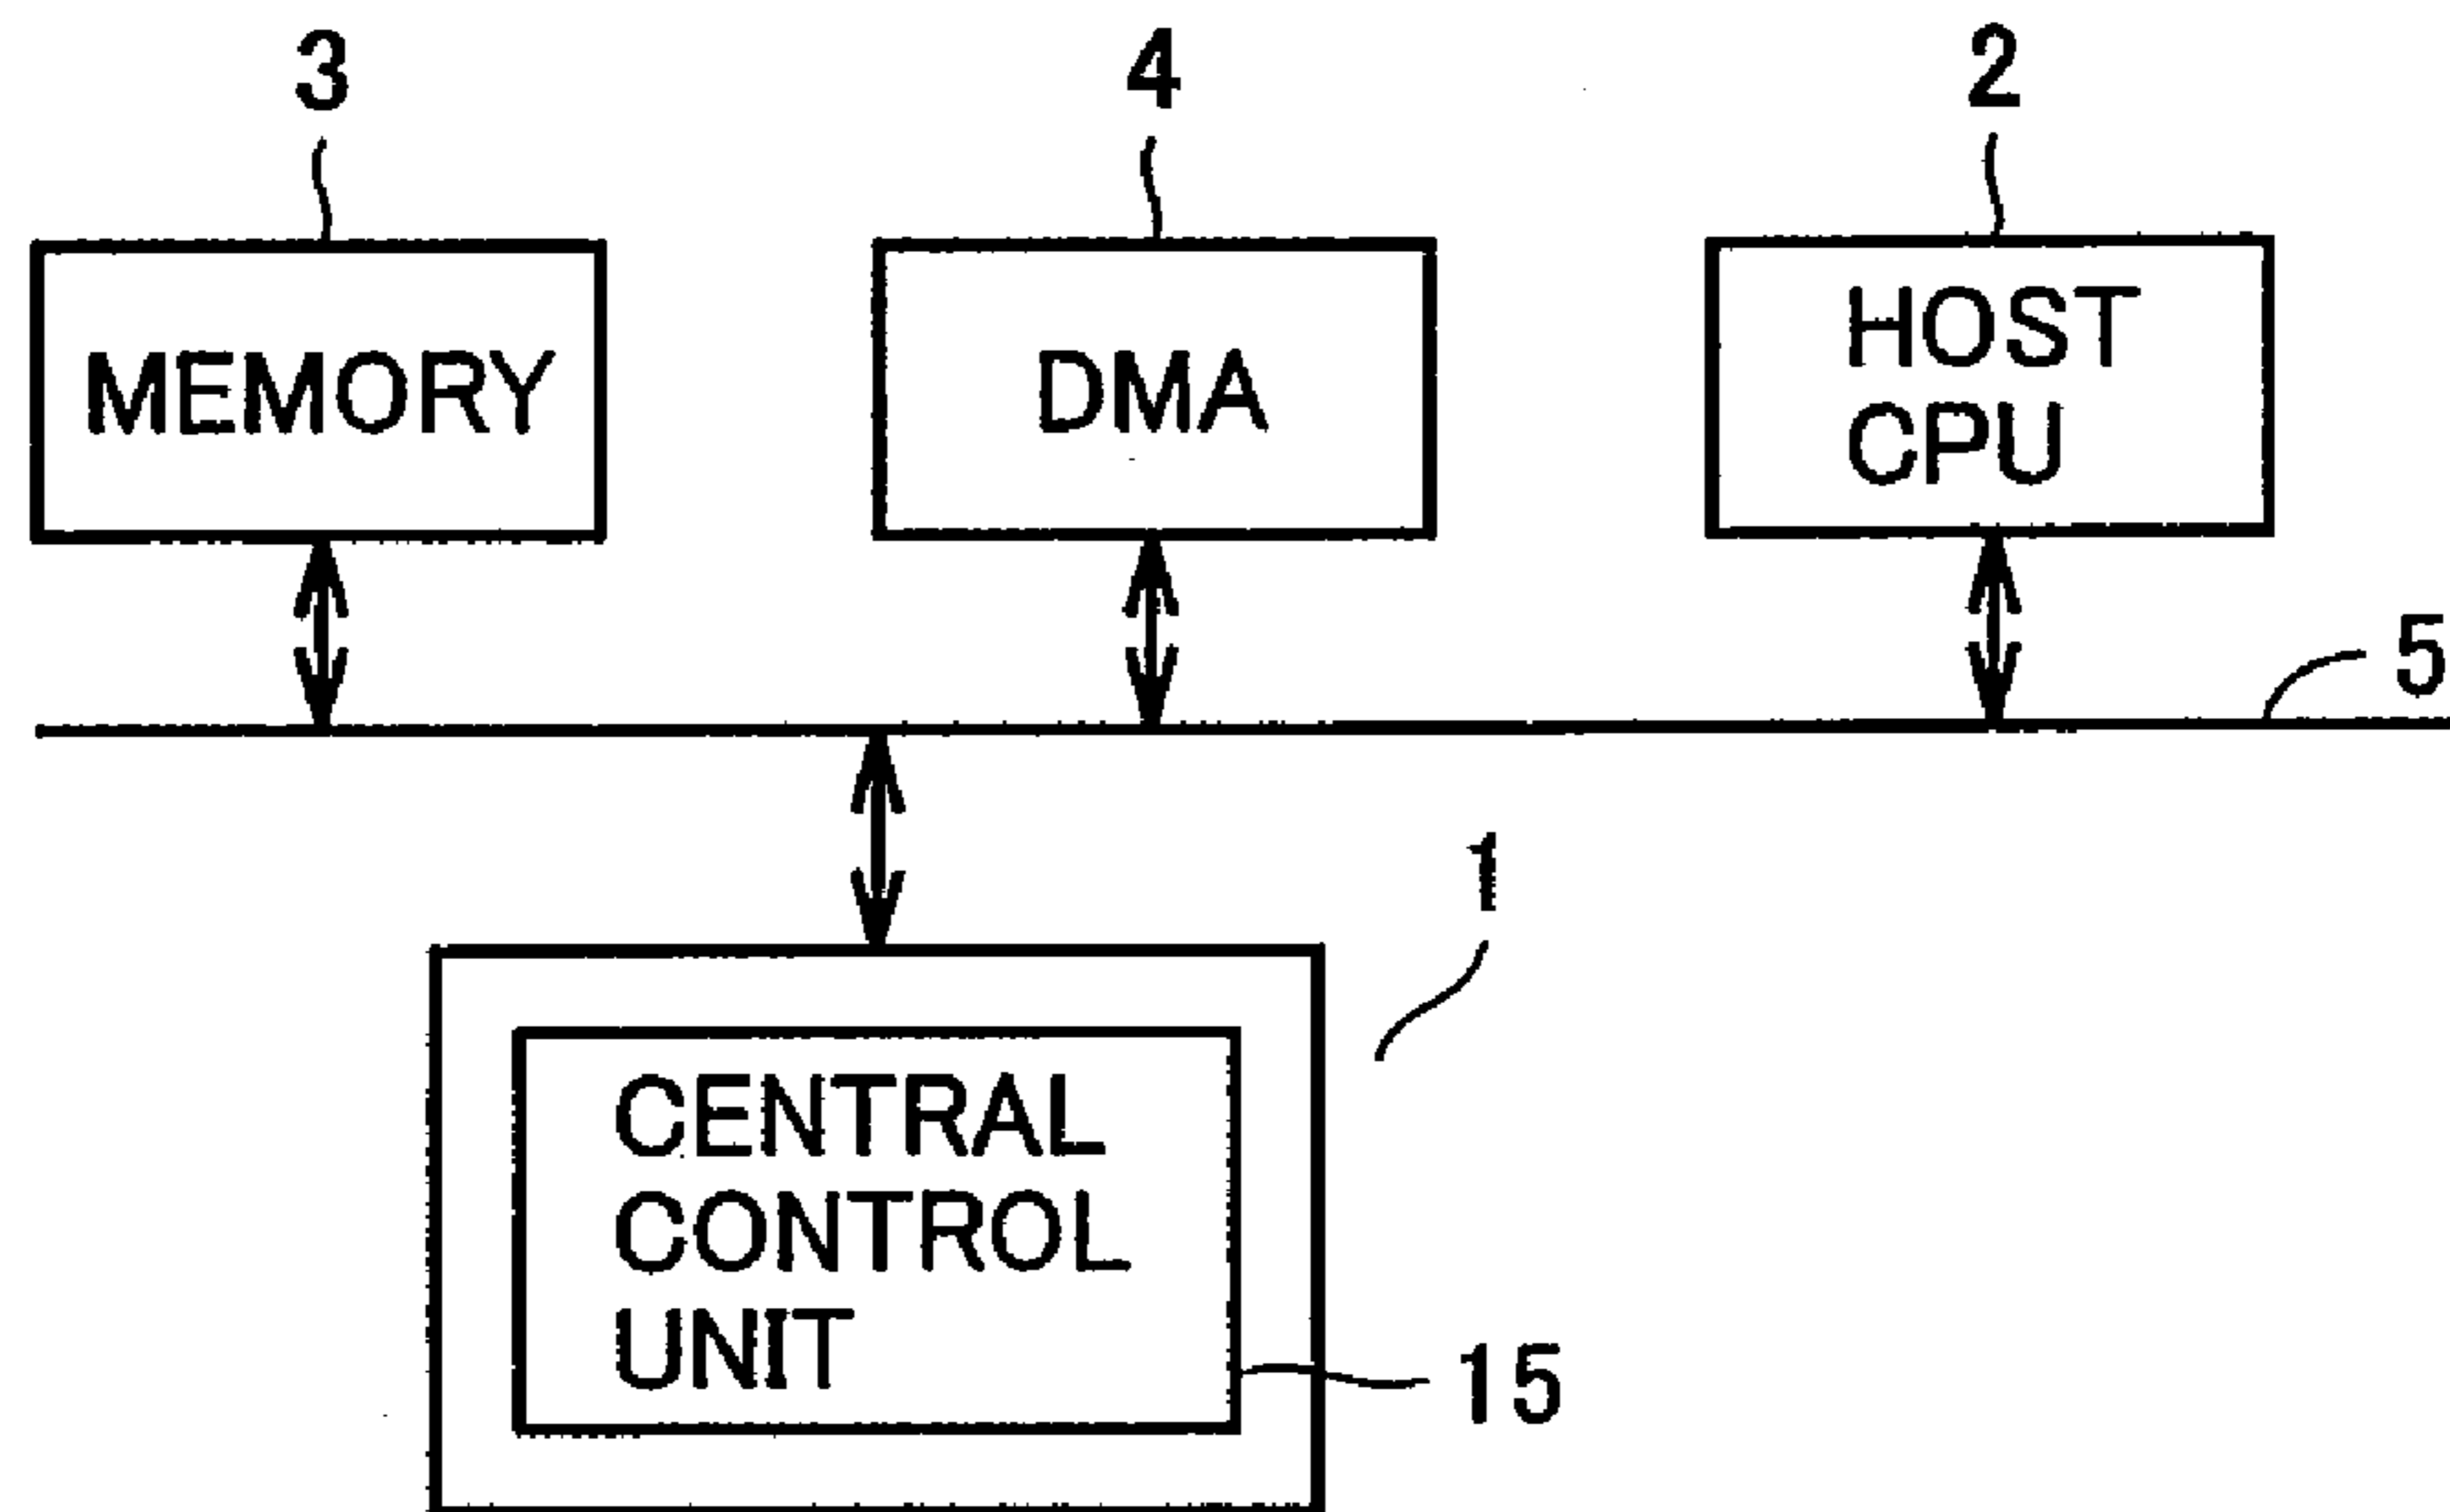 3
4
2
MEMORY
DMA
HOST
CPU
5
1
CENTRAL
CONTROL
UNIT
15